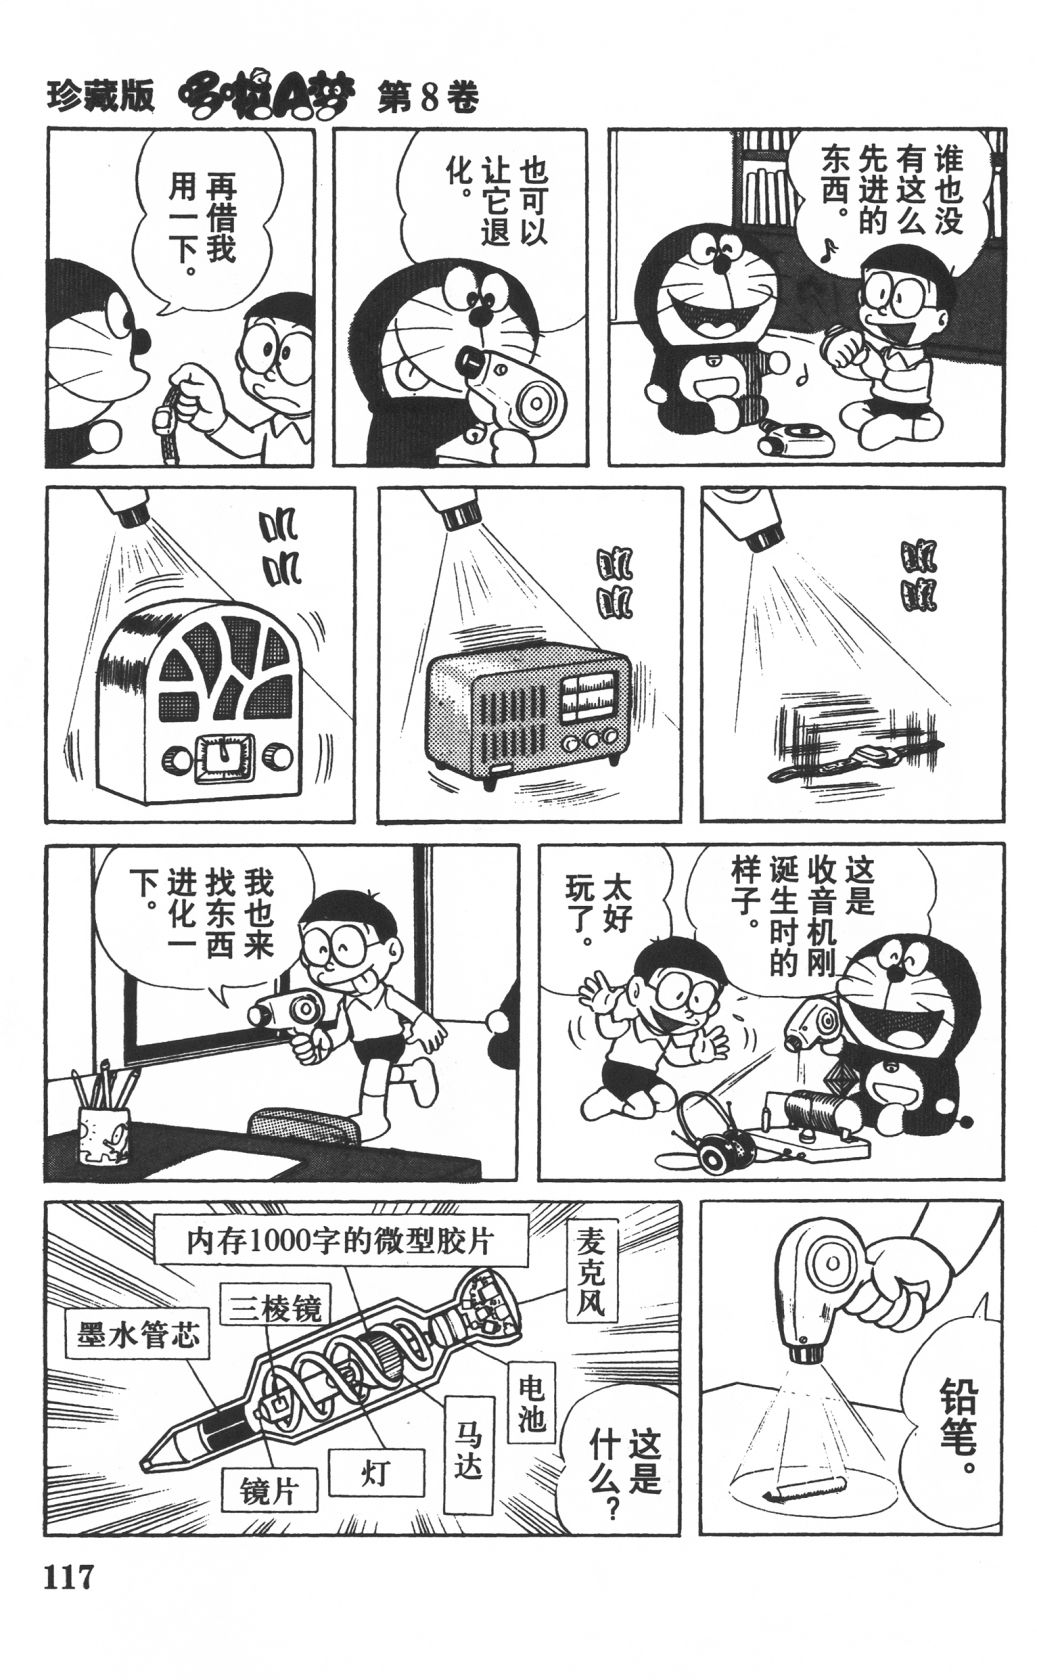 珍藏版 哆啦A梦 第8卷
谁也没
有这么
先进的
东西。
也可以
让它退
化。
再借我
用一下。
这是
收音机刚
诞生时的
样子。
太好
玩了。
我也来
找东西
进化一
下。
铅笔。
内存1000字的微型胶片
麦克风
三棱镜
墨水管芯
电池
马达
灯
镜片
这是
什么?
117